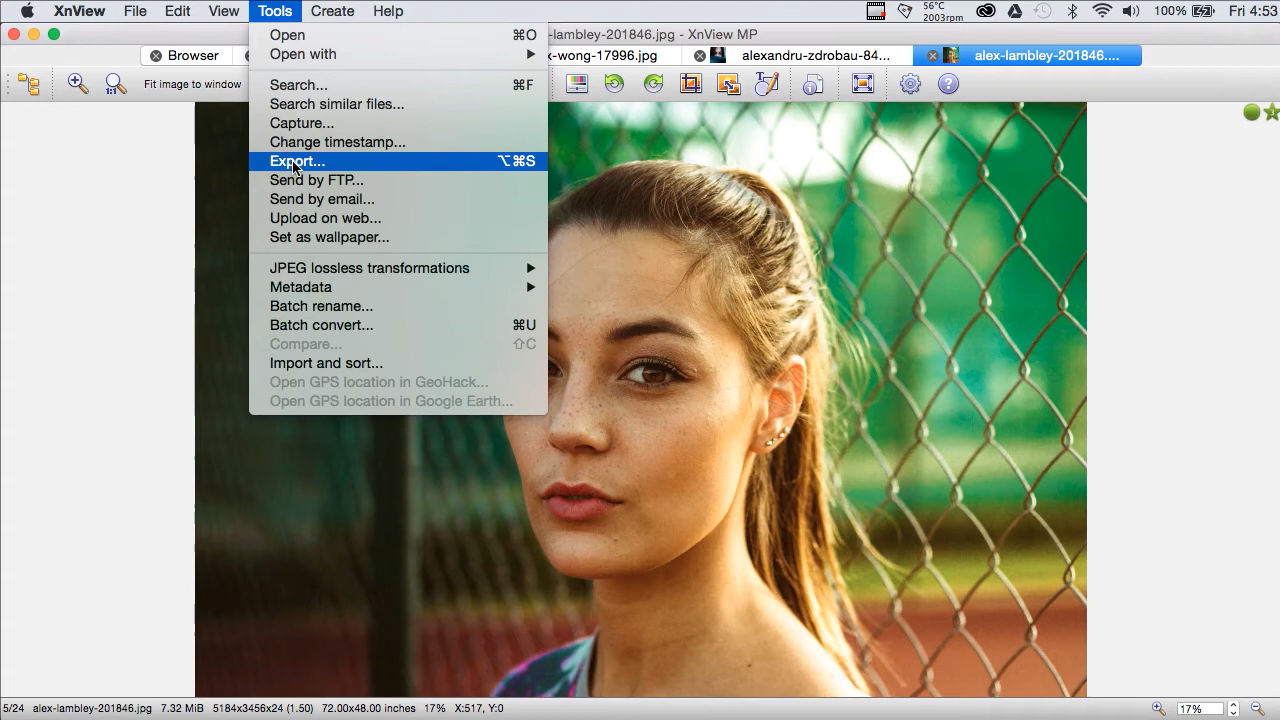 XnView File Edit View Tools Create Help 56°C 2003rpm 100% Fri 4:53
-lambley-201846.jpg - XnView MP
Browser x-wong-17996.jpg alexandru-zdrobau-84... alex-lambley-201846....
Fit image to window
Open ⌘O
Open with
Search... ⌘F
Search similar files...
Capture...
Change timestamp...
Export... ⌥⌘S
Send by FTP...
Send by email...
Upload on web...
Set as wallpaper...
JPEG lossless transformations
Metadata
Batch rename...
Batch convert... ⌘U
Compare... ⇧C
Import and sort...
Open GPS location in GeoHack...
Open GPS location in Google Earth...
5/24 alex-lambley-201846.jpg 7.32 MiB 5184x3456x24 (1.50) 72.00x48.00 inches 17% X:517, Y:0 17%